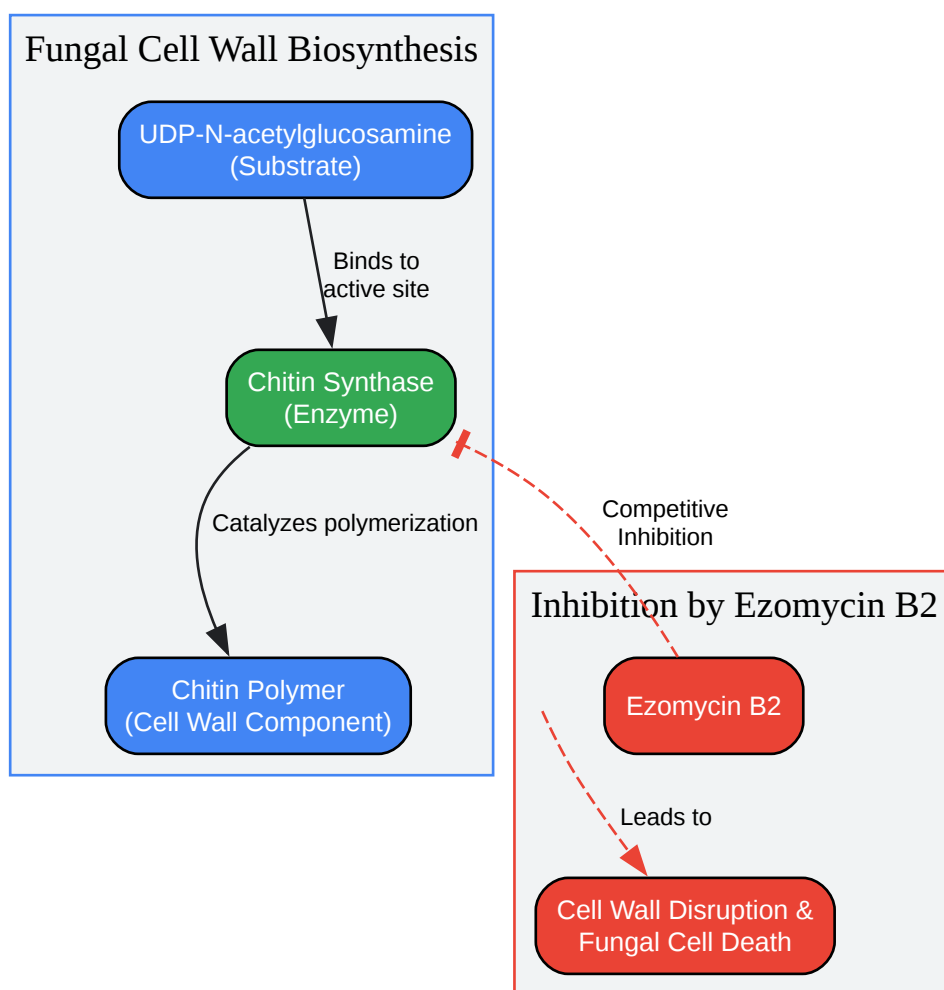 Fungal Cell Wall Biosynthesis
UDP-N-acetylglucosamine
(Substrate)
Binds to
active site
Chitin Synthase
(Enzyme)
Catalyzes polymerization
Chitin Polymer
(Cell Wall Component)
Competitive
Inhibition
Inhibition by Ezomycin B2
Ezomycin B2
Leads to
Cell Wall Disruption &
Fungal Cell Death